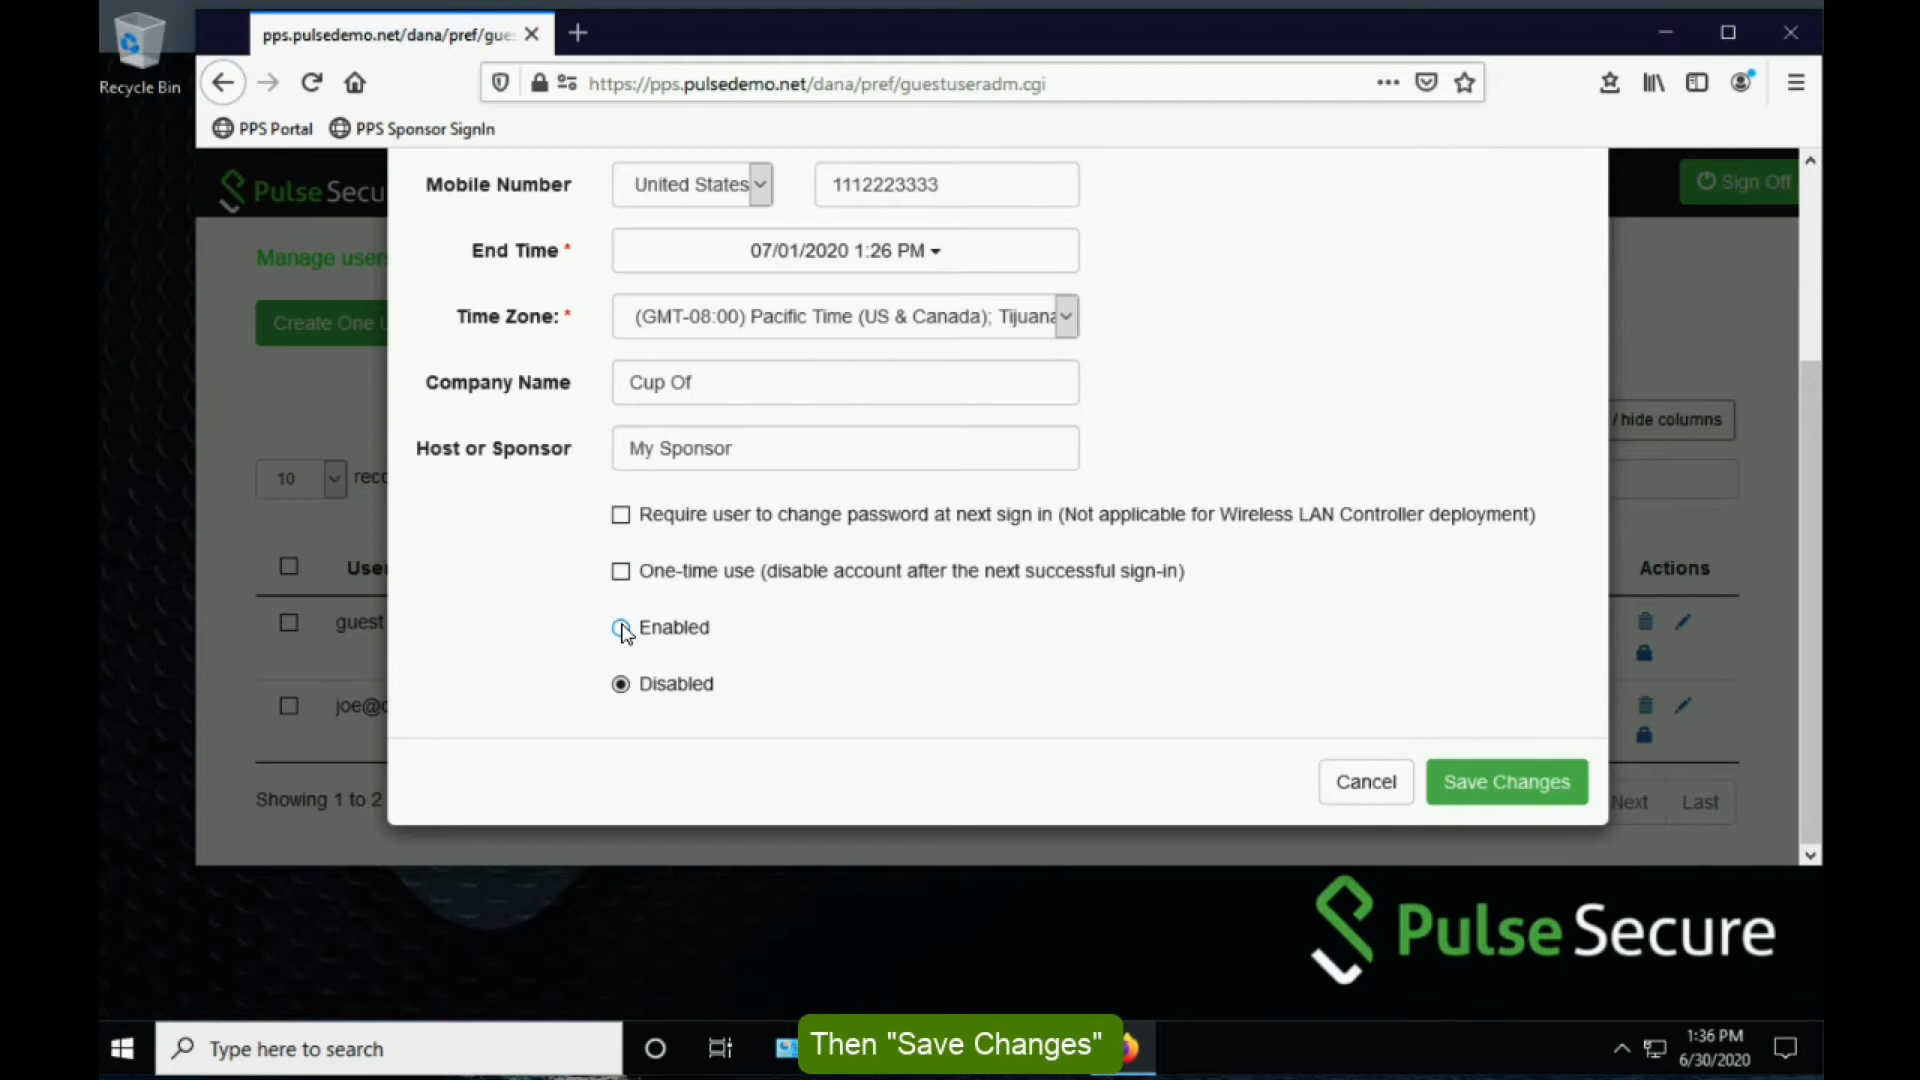 Recycle Bin
pps.pulsedemo.net/dana/pref/gue
https://pps.pulsedemo.net/dana/pref/guestuseradm.cgi
PPS Portal
PPS Sponsor SignIn
Pulse Secu
Sign Off
Manage user
Create One U
/ hide columns
10
reco
User
Actions
guest
joe@c
Showing 1 to 2
Next
Last
Mobile Number
United States
1112223333
End Time *
07/01/2020 1:26 PM
Time Zone: *
(GMT-08:00) Pacific Time (US & Canada); Tijuana
Company Name
Cup Of
Host or Sponsor
My Sponsor
Require user to change password at next sign in (Not applicable for Wireless LAN Controller deployment)
One-time use (disable account after the next successful sign-in)
Enabled
Disabled
Cancel
Save Changes
Pulse Secure
Type here to search
Then "Save Changes"
1:36 PM
6/30/2020